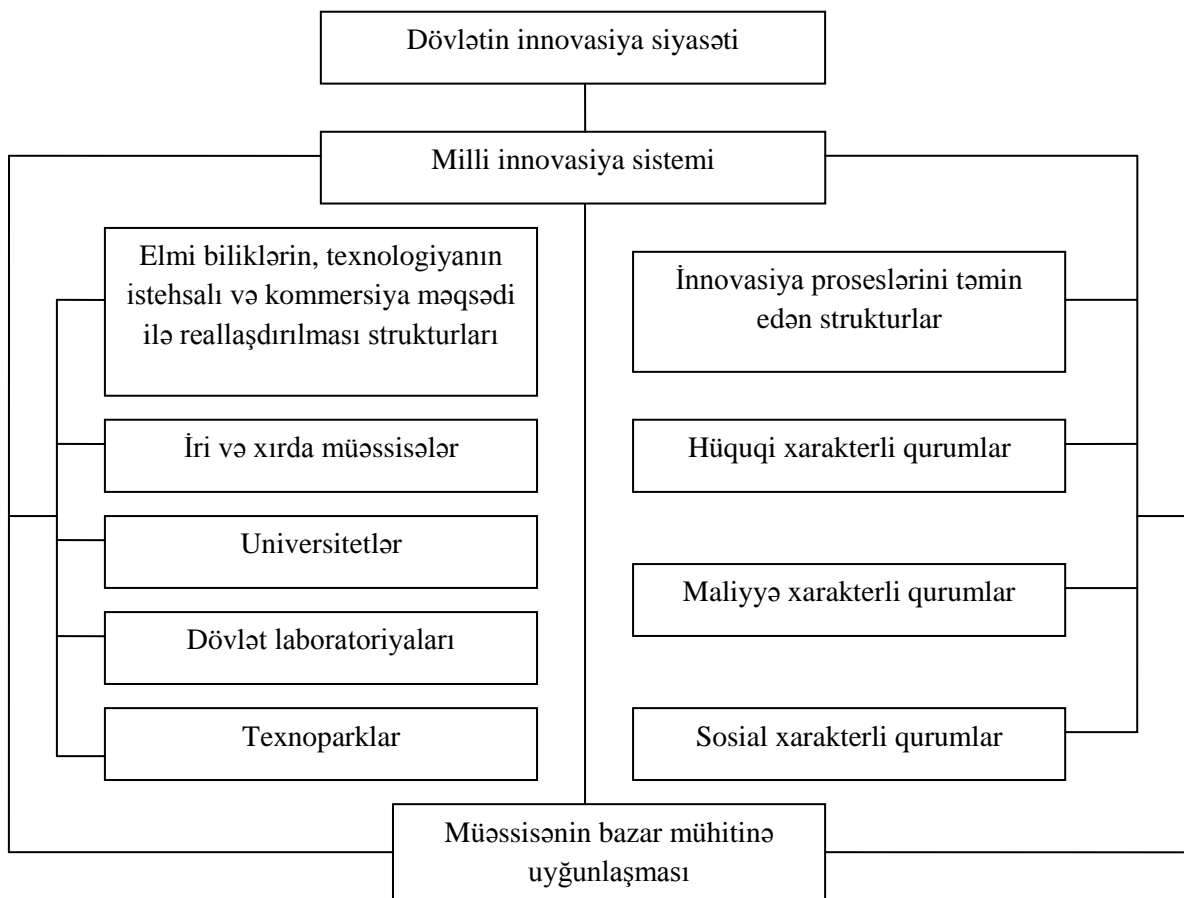 Dövlətin innovasiya siyasəti
Milli innovasiya sistemi
Elmi biliklərin, texnologiyanın
istehsalı və kommersiya məqsədi
ilə reallaşdırılması strukturları
İri və xırda müəssisələr
Universitetlər
Dövlət laboratoriyaları
Texnoparklar
İnnovasiya proseslərini təmin
edən strukturlar
Hüquqi xarakterli qurumlar
Maliyyə xarakterli qurumlar
Sosial xarakterli qurumlar
Müəssisənin bazar mühitinə
uyğunlaşması